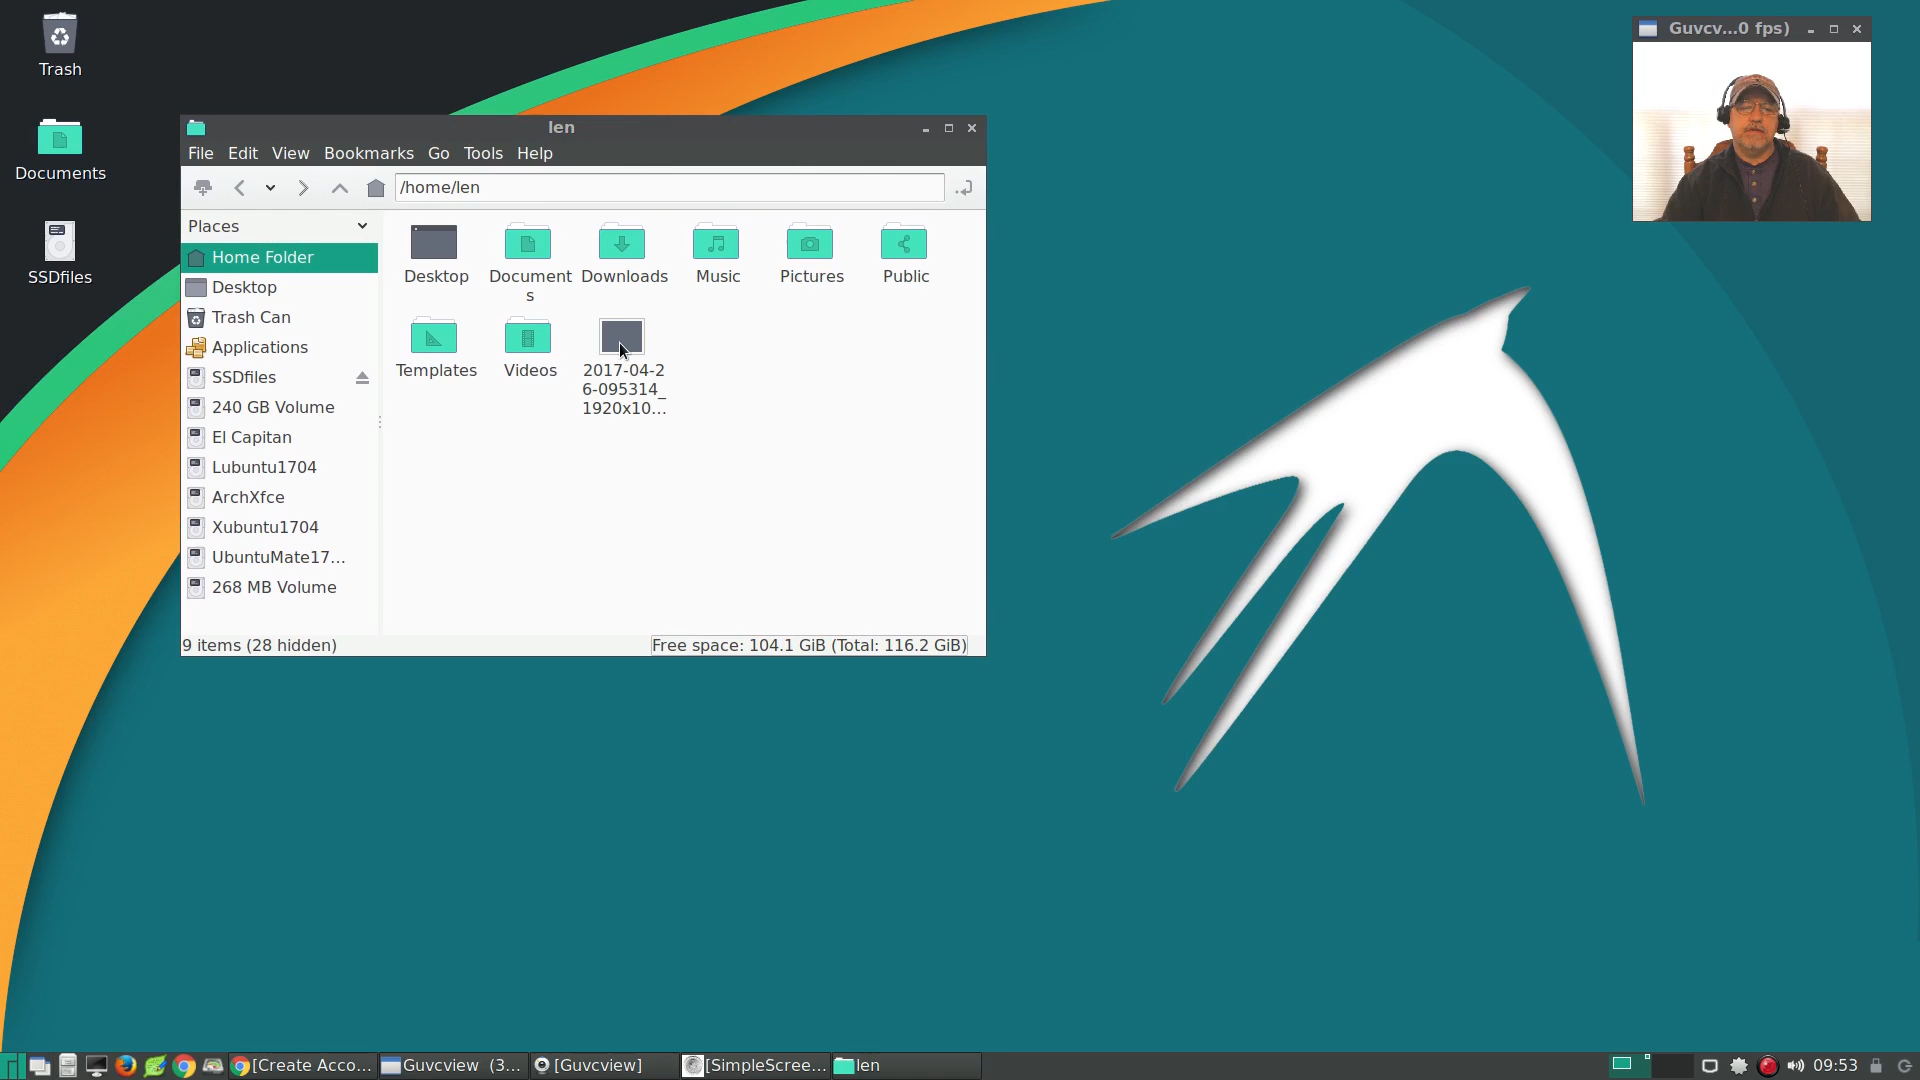 Trash
Documents
SSDfiles
Guvcv...0 fps)
len
File Edit View Bookmarks Go Tools Help
/home/len
Places
Home Folder
Desktop
Trash Can
Applications
SSDfiles
240 GB Volume
El Capitan
Lubuntu1704
ArchXfce
Xubuntu1704
UbuntuMate17...
268 MB Volume
Desktop
Document
s
Downloads
Music
Pictures
Public
Templates
Videos
2017-04-2
6-095314_
1920x10...
9 items (28 hidden)
Free space: 104.1 GiB (Total: 116.2 GiB)
[Create Acco...
Guvcview (3...
[Guvcview]
[SimpleScree...
len
09:53